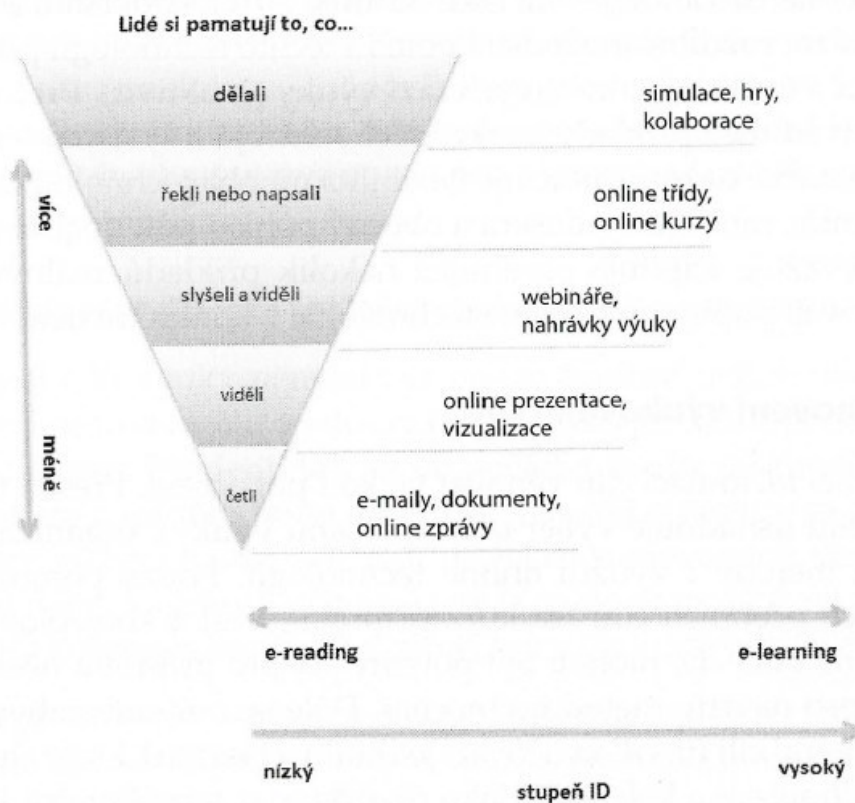 Lidé si pamatují to, co...
dělali
simulace, hry,
kolaborace
řekli nebo napsali
online třídy,
online kurzy
více
slyšeli a viděli
webináře,
nahrávky výuky
viděli
online prezentace,
vizualizace
méně
četli
e-maily, dokumenty,
online zprávy
e-reading
e-learning
nízký
vysoký
stupeň ID